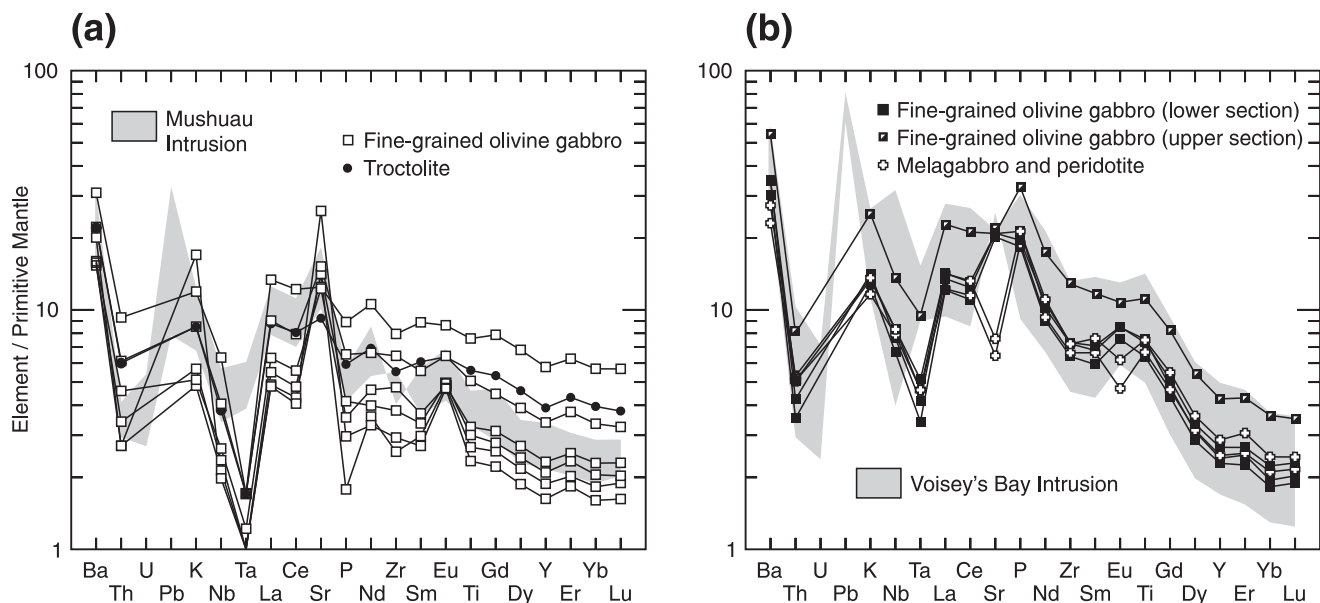 (a)
100
10
1
Element / Primitive Mantle
Mushuau
Intrusion
Fine-grained olivine gabbro
Troctolite
Ba U K Ta Ce P Zr Eu Gd Y Yb
Th Pb Nb La Sr Nd Sm Ti Dy Er Lu
(b)
100
10
1
Fine-grained olivine gabbro (lower section)
Fine-grained olivine gabbro (upper section)
Melagabbro and peridotite
Voisey's Bay Intrusion
Ba U K Ta Ce P Zr Eu Gd Y Yb
Th Pb Nb La Sr Nd Sm Ti Dy Er Lu